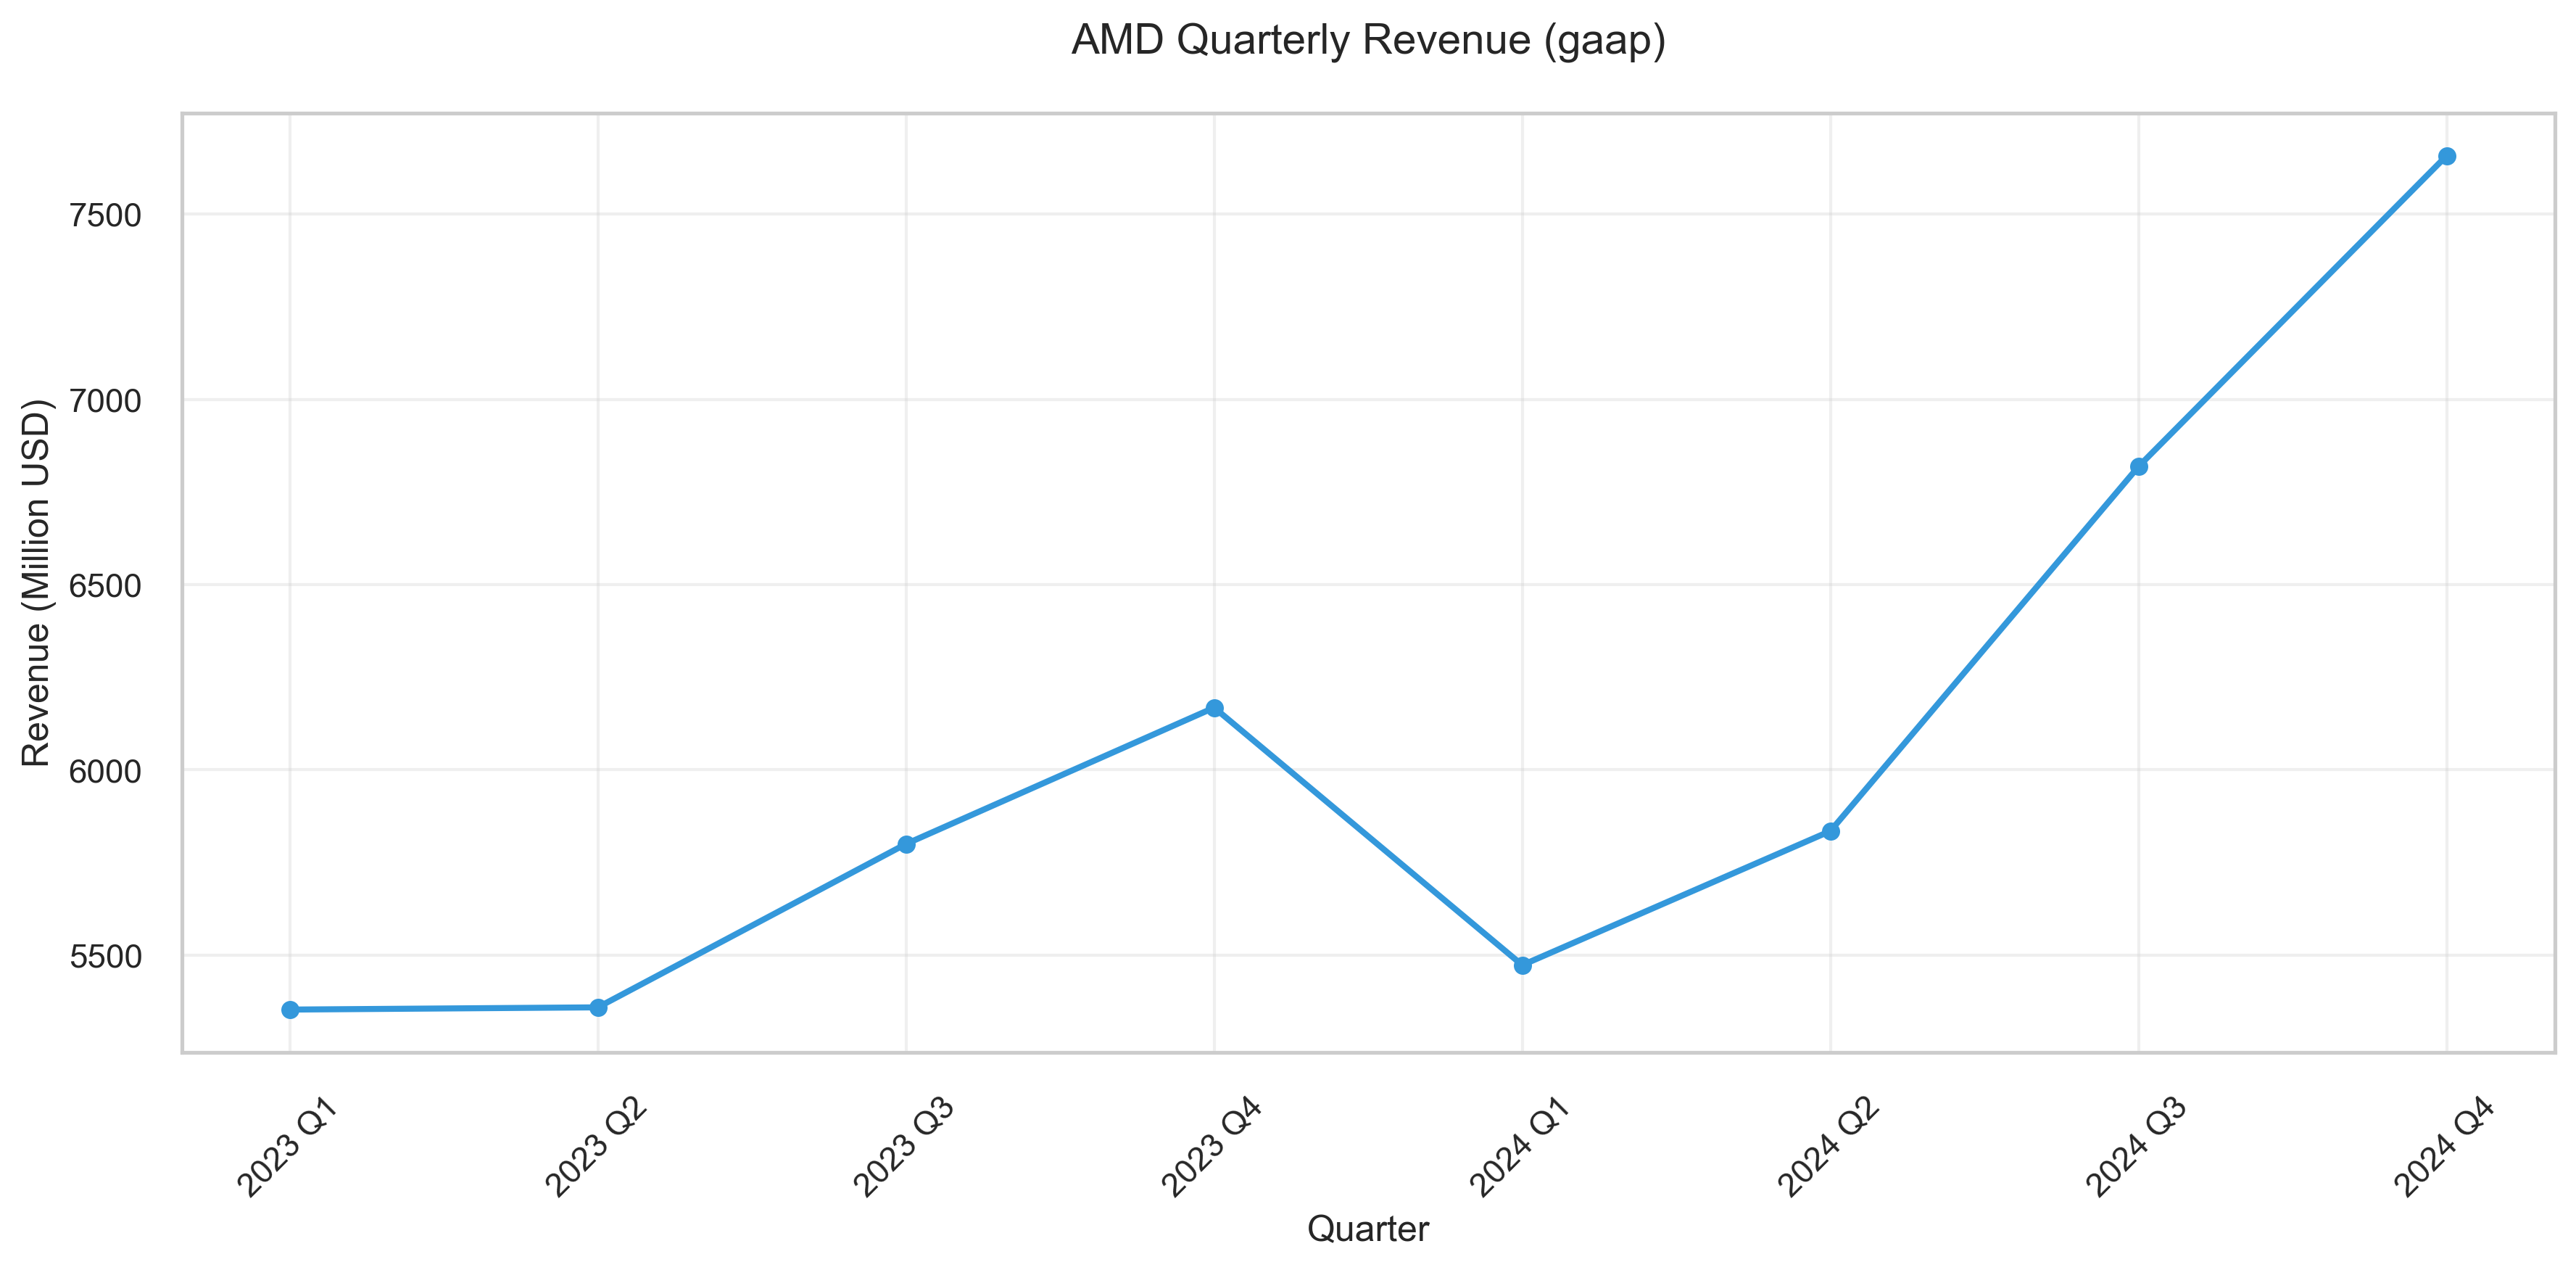 AMD Quarterly Revenue (gaap)
Revenue (Million USD)
7500
7000
6500
6000
5500
2023 Q1
2023 Q2
2023 Q3
2023 Q4
2024 Q1
2024 Q2
2024 Q3
2024 Q4
Quarter